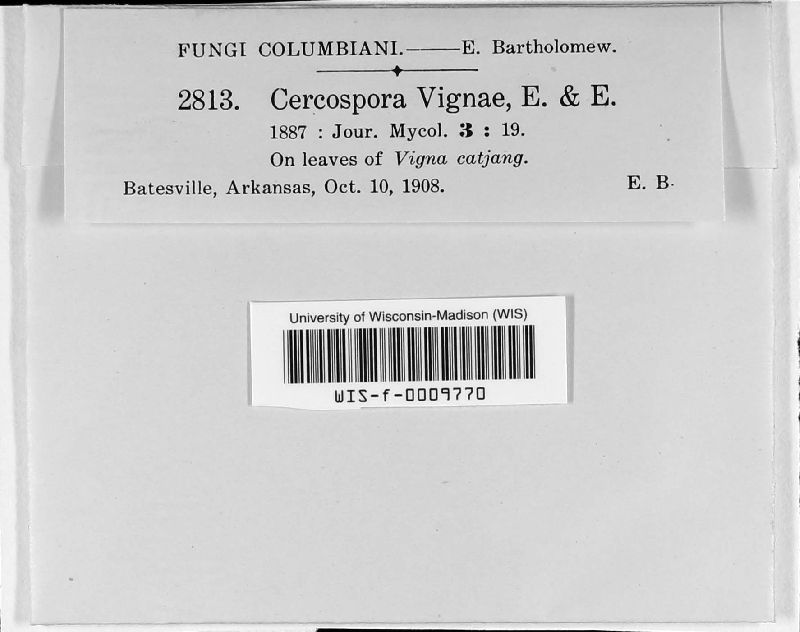 FUNGI COLUMBIANI.——E. Bartholomew.
2813. Cercospora Vignae, E. & E.
1887 : Jour. Mycol. 3 : 19.
On leaves of Vigna catjang.
Batesville, Arkansas, Oct. 10, 1908. E. B.
University of Wisconsin-Madison (WIS)
WIS-f-0009770